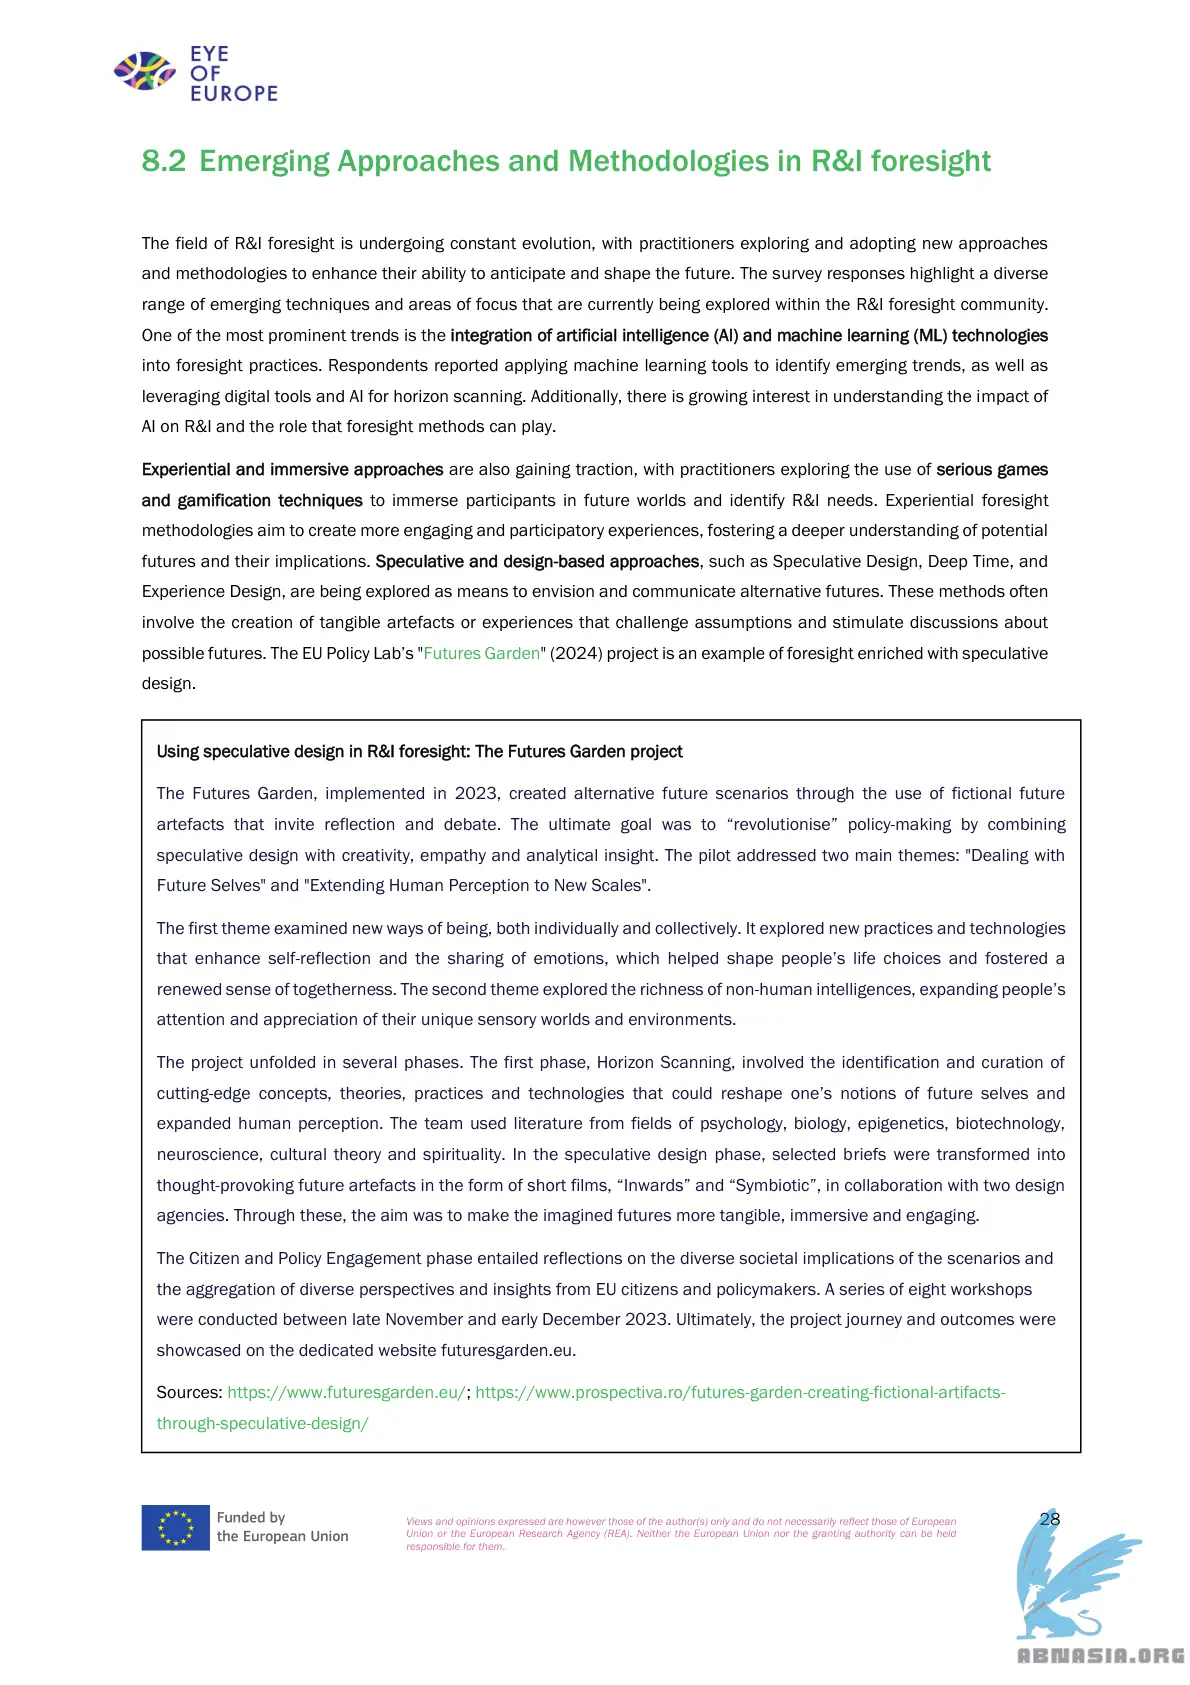 EYE
OF
EUROPE
8.2 Emerging Approaches and Methodologies in R&I foresight
The field of R&I foresight is undergoing constant evolution, with practitioners exploring and adopting new approaches
and methodologies to enhance their ability to anticipate and shape the future. The survey responses highlight a diverse
range of emerging techniques and areas of focus that are currently being explored within the R&I foresight community.
One of the most prominent trends is the integration of artificial intelligence (AI) and machine learning (ML) technologies
into foresight practices. Respondents reported applying machine learning tools to identify emerging trends, as well as
leveraging digital tools and AI for horizon scanning. Additionally, there is growing interest in understanding the impact of
AI on R&I and the role that foresight methods can play.
Experiential and immersive approaches are also gaining traction, with practitioners exploring the use of serious games
and gamification techniques to immerse participants in future worlds and identify R&I needs. Experiential foresight
methodologies aim to create more engaging and participatory experiences, fostering a deeper understanding of potential
futures and their implications. Speculative and design-based approaches, such as Speculative Design, Deep Time, and
Experience Design, are being explored as means to envision and communicate alternative futures. These methods often
involve the creation of tangible artefacts or experiences that challenge assumptions and stimulate discussions about
possible futures. The EU Policy Lab’s "Futures Garden" (2024) project is an example of foresight enriched with speculative
design.
Using speculative design in R&I foresight: The Futures Garden project
The Futures Garden, implemented in 2023, created alternative future scenarios through the use of fictional future
artefacts that invite reflection and debate. The ultimate goal was to “revolutionise” policy-making by combining
speculative design with creativity, empathy and analytical insight. The pilot addressed two main themes: "Dealing with
Future Selves" and "Extending Human Perception to New Scales".
The first theme examined new ways of being, both individually and collectively. It explored new practices and technologies
that enhance self-reflection and the sharing of emotions, which helped shape people’s life choices and fostered a
renewed sense of togetherness. The second theme explored the richness of non-human intelligences, expanding people’s
attention and appreciation of their unique sensory worlds and environments.
The project unfolded in several phases. The first phase, Horizon Scanning, involved the identification and curation of
cutting-edge concepts, theories, practices and technologies that could reshape one’s notions of future selves and
expanded human perception. The team used literature from fields of psychology, biology, epigenetics, biotechnology,
neuroscience, cultural theory and spirituality. In the speculative design phase, selected briefs were transformed into
thought-provoking future artefacts in the form of short films, “Inwards” and “Symbiotic”, in collaboration with two design
agencies. Through these, the aim was to make the imagined futures more tangible, immersive and engaging.
The Citizen and Policy Engagement phase entailed reflections on the diverse societal implications of the scenarios and
the aggregation of diverse perspectives and insights from EU citizens and policymakers. A series of eight workshops
were conducted between late November and early December 2023. Ultimately, the project journey and outcomes were
showcased on the dedicated website futuresgarden.eu.
Sources: https://www.futuresgarden.eu/; https://www.prospectiva.ro/futures-garden-creating-fictional-artifacts-
through-speculative-design/
Funded by
the European Union
Views and opinions expressed are however those of the author(s) only and do not necessarily reflect those of European
Union or the European Research Agency (REA). Neither the European Union nor the granting authority can be held
responsible for them.
28
ABNASIA.ORG